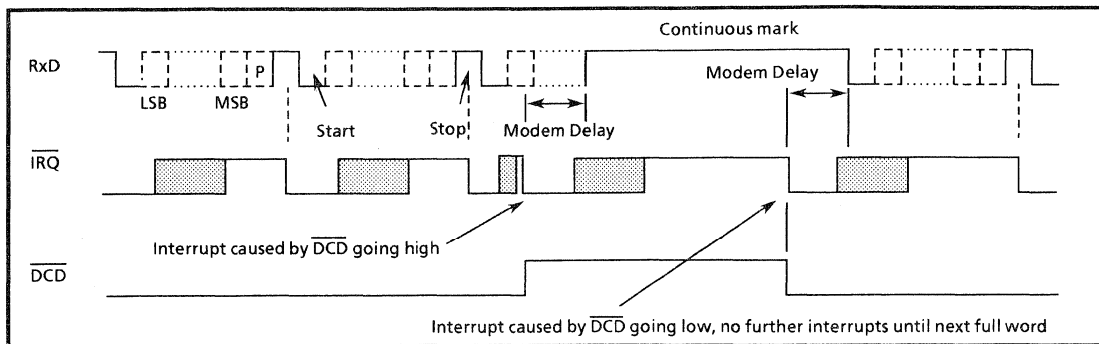 Continuous mark
RxD
P
Modem Delay
LSB
MSB
Start
Stop
Modem Delay
IRQ
Interrupt caused by DCD going high
DCD
Interrupt caused by DCD going low, no further interrupts until next full word